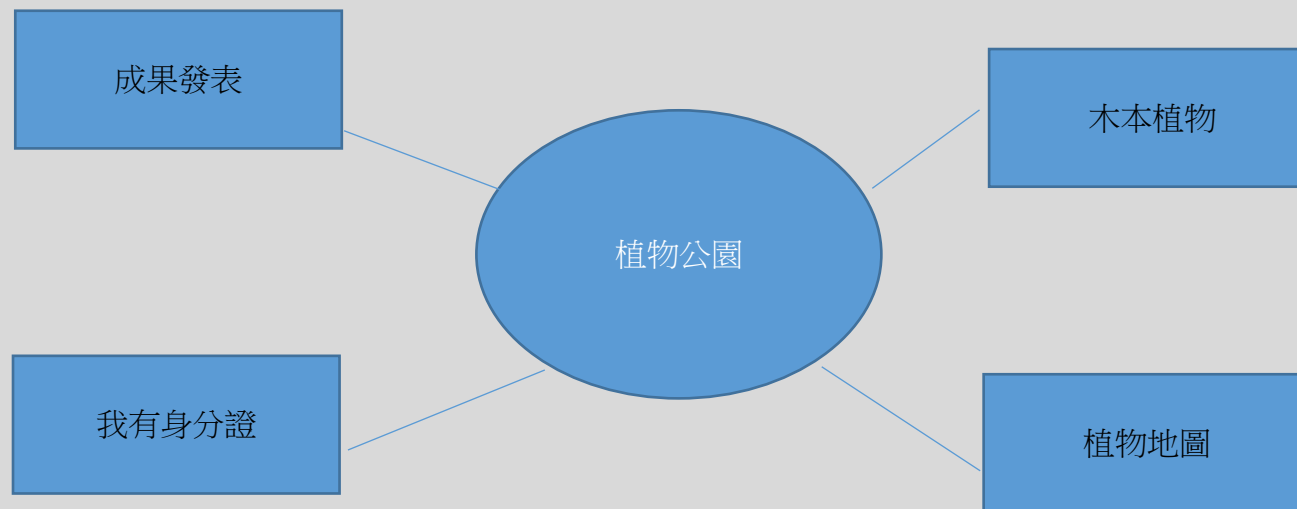 成果發表
木本植物
植物公園
我有身分證
植物地圖